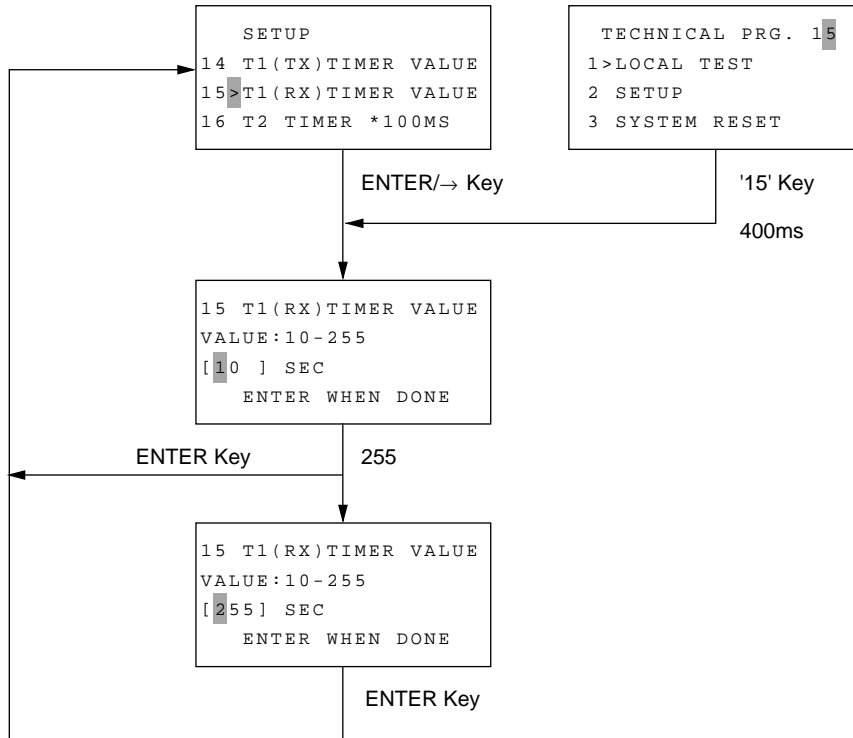 SETUP
14 T1(TX)TIMER VALUE
15>T1(RX)TIMER VALUE
16 T2 TIMER *100MS
TECHNICAL PRG. 15
1>LOCAL TEST
2 SETUP
3 SYSTEM RESET
ENTER/→ Key
'15' Key
400ms
15 T1(RX)TIMER VALUE
VALUE:10-255
[10 ] SEC
ENTER WHEN DONE
ENTER Key
255
15 T1(RX)TIMER VALUE
VALUE:10-255
[255] SEC
ENTER WHEN DONE
ENTER Key